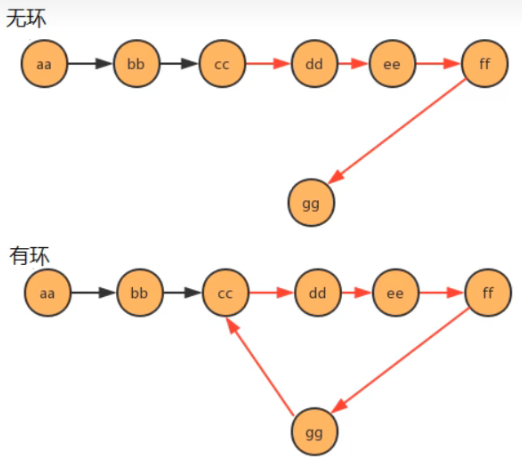 无环
aa bb cc dd ee ff
gg
有环
aa bb cc dd ee ff
gg